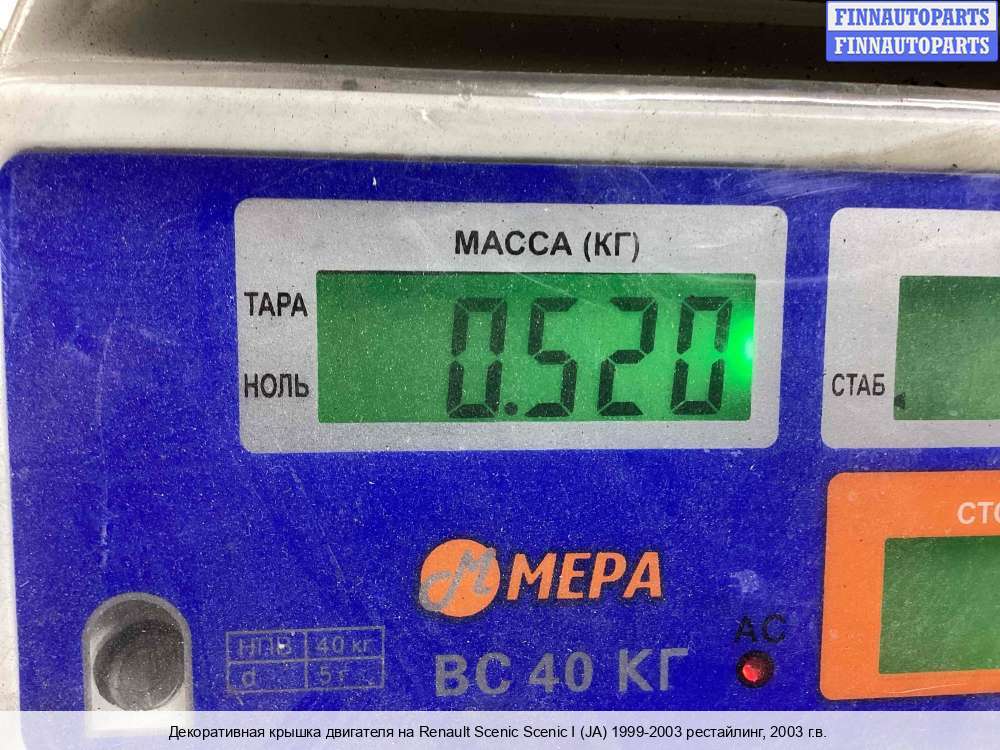 FINNAUTOPARTS
FINNAUTOPARTS
МАССА (КГ)
ТАРА
0.520
НОЛЬ
СТАБ
СТО
МЕРА
АС
НПВ 40 кг
d 5 г
ВС 40 КГ
Декоративная крышка двигателя на Renault Scenic Scenic I (JA) 1999-2003 рестайлинг, 2003 г.в.